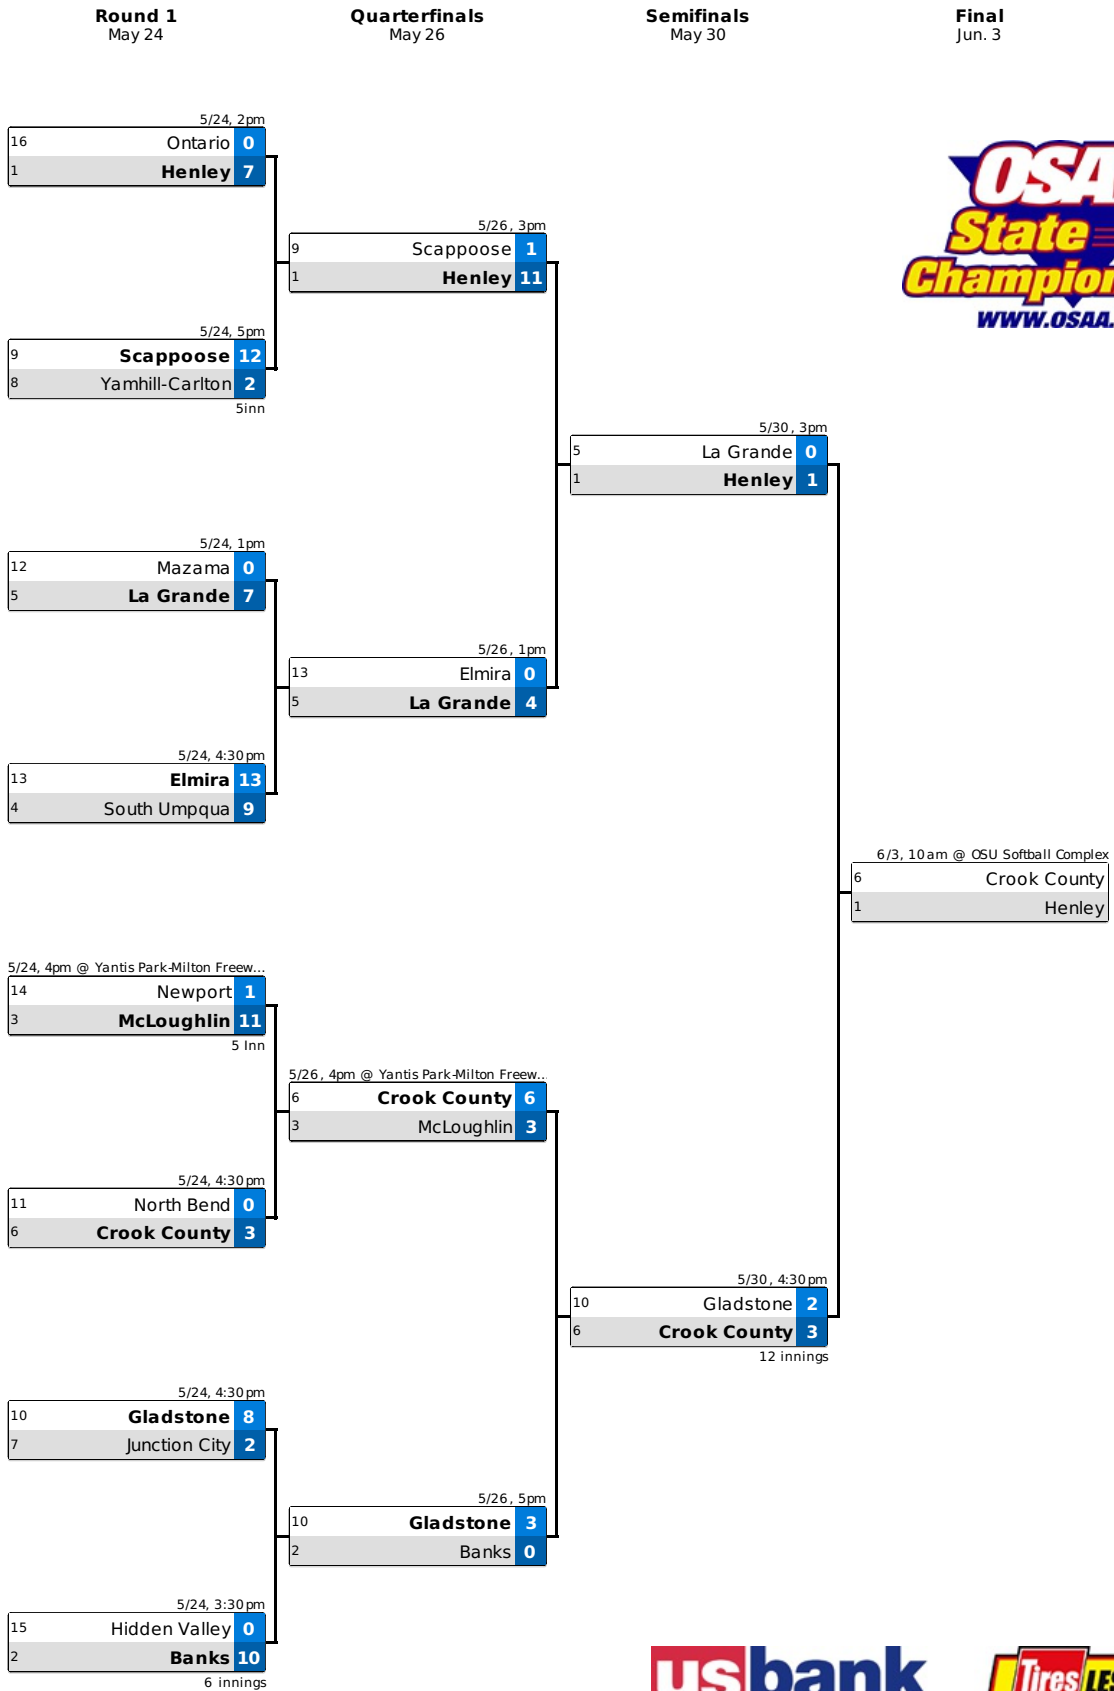 Round 1
May 24
Quarterfinals
May 26
Semifinals
May 30
Final
Jun. 3
5/24, 2pm
16 Ontario 0
1 Henley 7
5/24, 5pm
9 Scappoose 12
8 Yamhill-Carlton 2
5inn
5/24, 1pm
12 Mazama 0
5 La Grande 7
5/24, 4:30pm
13 Elmira 13
4 South Umpqua 9
5/24, 4pm @ Yantis Park-Milton Freew...
14 Newport 1
3 McLoughlin 11
5 Inn
5/24, 4:30pm
11 North Bend 0
6 Crook County 3
5/24, 4:30pm
10 Gladstone 8
7 Junction City 2
5/24, 3:30pm
15 Hidden Valley 0
2 Banks 10
6 innings
5/26, 3pm
9 Scappoose 1
1 Henley 11
5/26, 1pm
13 Elmira 0
5 La Grande 4
5/26, 4pm @ Yantis Park-Milton Freew...
6 Crook County 6
3 McLoughlin 3
5/26, 5pm
10 Gladstone 3
2 Banks 0
5/30, 3pm
5 La Grande 0
1 Henley 1
5/30, 4:30pm
10 Gladstone 2
6 Crook County 3
12 innings
6/3, 10am @ OSU Softball Complex
6 Crook County
1 Henley
OSAA
State
Champion
WWW.OSAA.
usbank
Tires LES